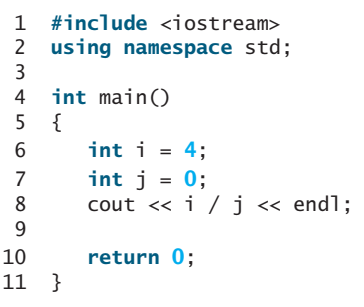 1 #include <iostream>
2 using namespace std;
3
4 int main()
5 {
6 int i = 4;
7 int j = 0;
8 cout << i / j << endl;
9
10 return 0;
11 }